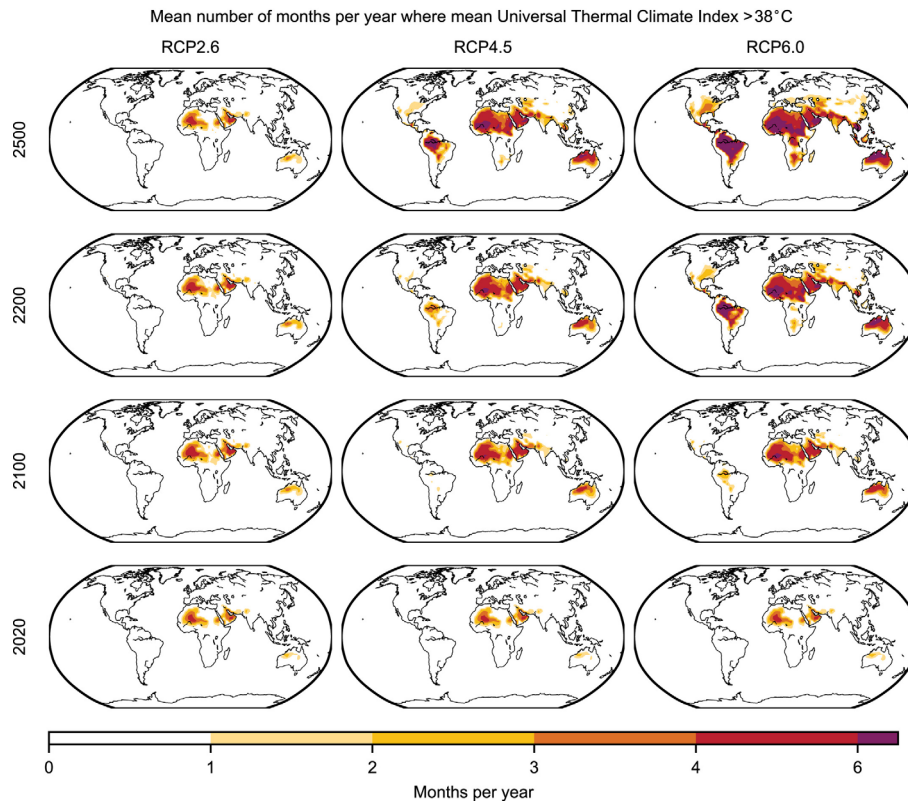 Mean number of months per year where mean Universal Thermal Climate Index >38°C
RCP2.6 RCP4.5 RCP6.0
2500
2200
2100
2020
0 1 2 3 4 6
Months per year